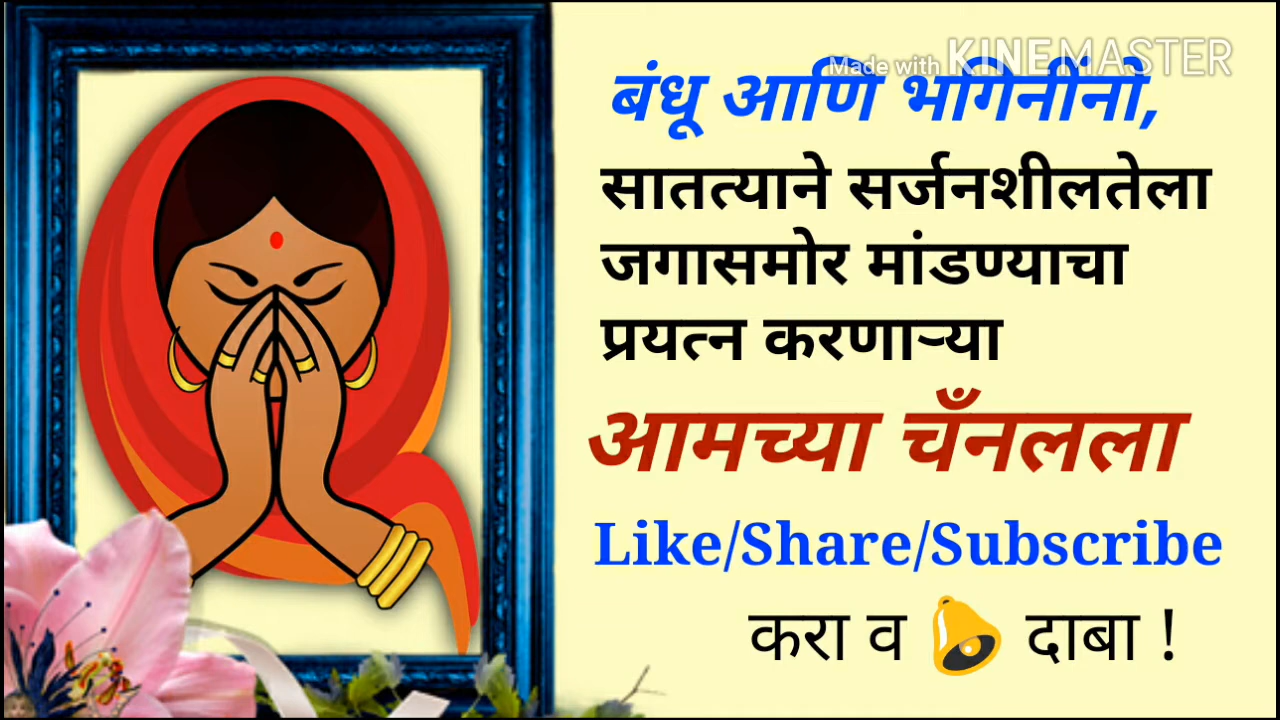 Made with KINEMASTER
बंधू आणि भगिनींनो,
सातत्याने सर्जनशीलतेला
जगासमोर मांडण्याचा
प्रयत्न करणाऱ्या
आमच्या चँनलला
Like/Share/Subscribe
करा व 🔔 दाबा !